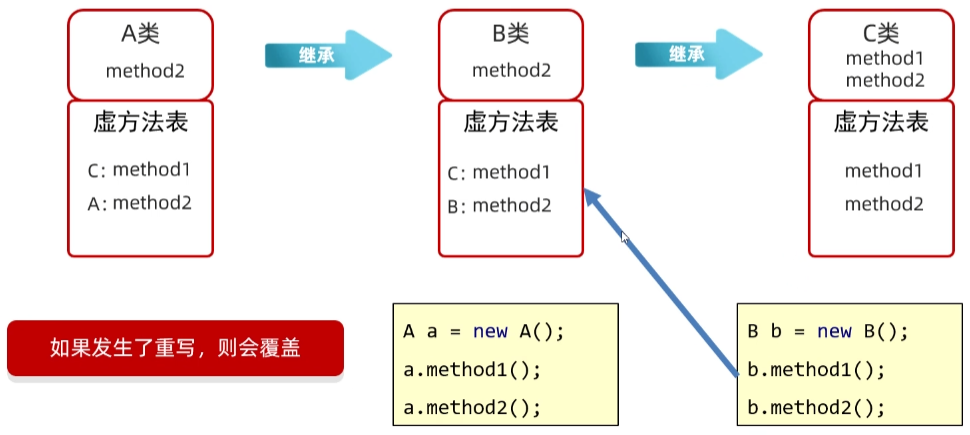 A类
method2
继承
B类
method2
继承
C类
method1
method2
虚方法表
C: method1
A: method2
虚方法表
C: method1
B: method2
虚方法表
method1
method2
如果发生了重写，则会覆盖
A a = new A();
a.method1();
a.method2();
B b = new B();
b.method1();
b.method2();